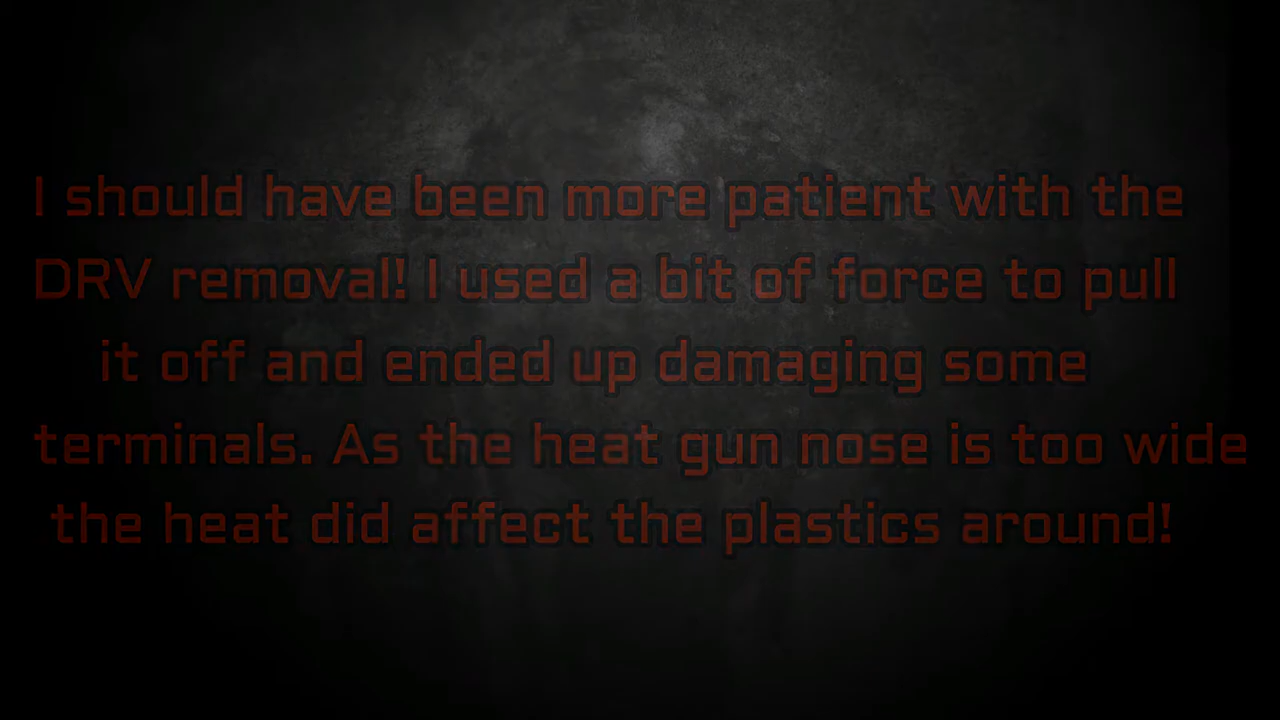 I should have been more patient with the
DRV removal! I used a bit of force to pull
it off and ended up damaging some
terminals. As the heat gun nose is too wide
the heat did affect the plastics around!